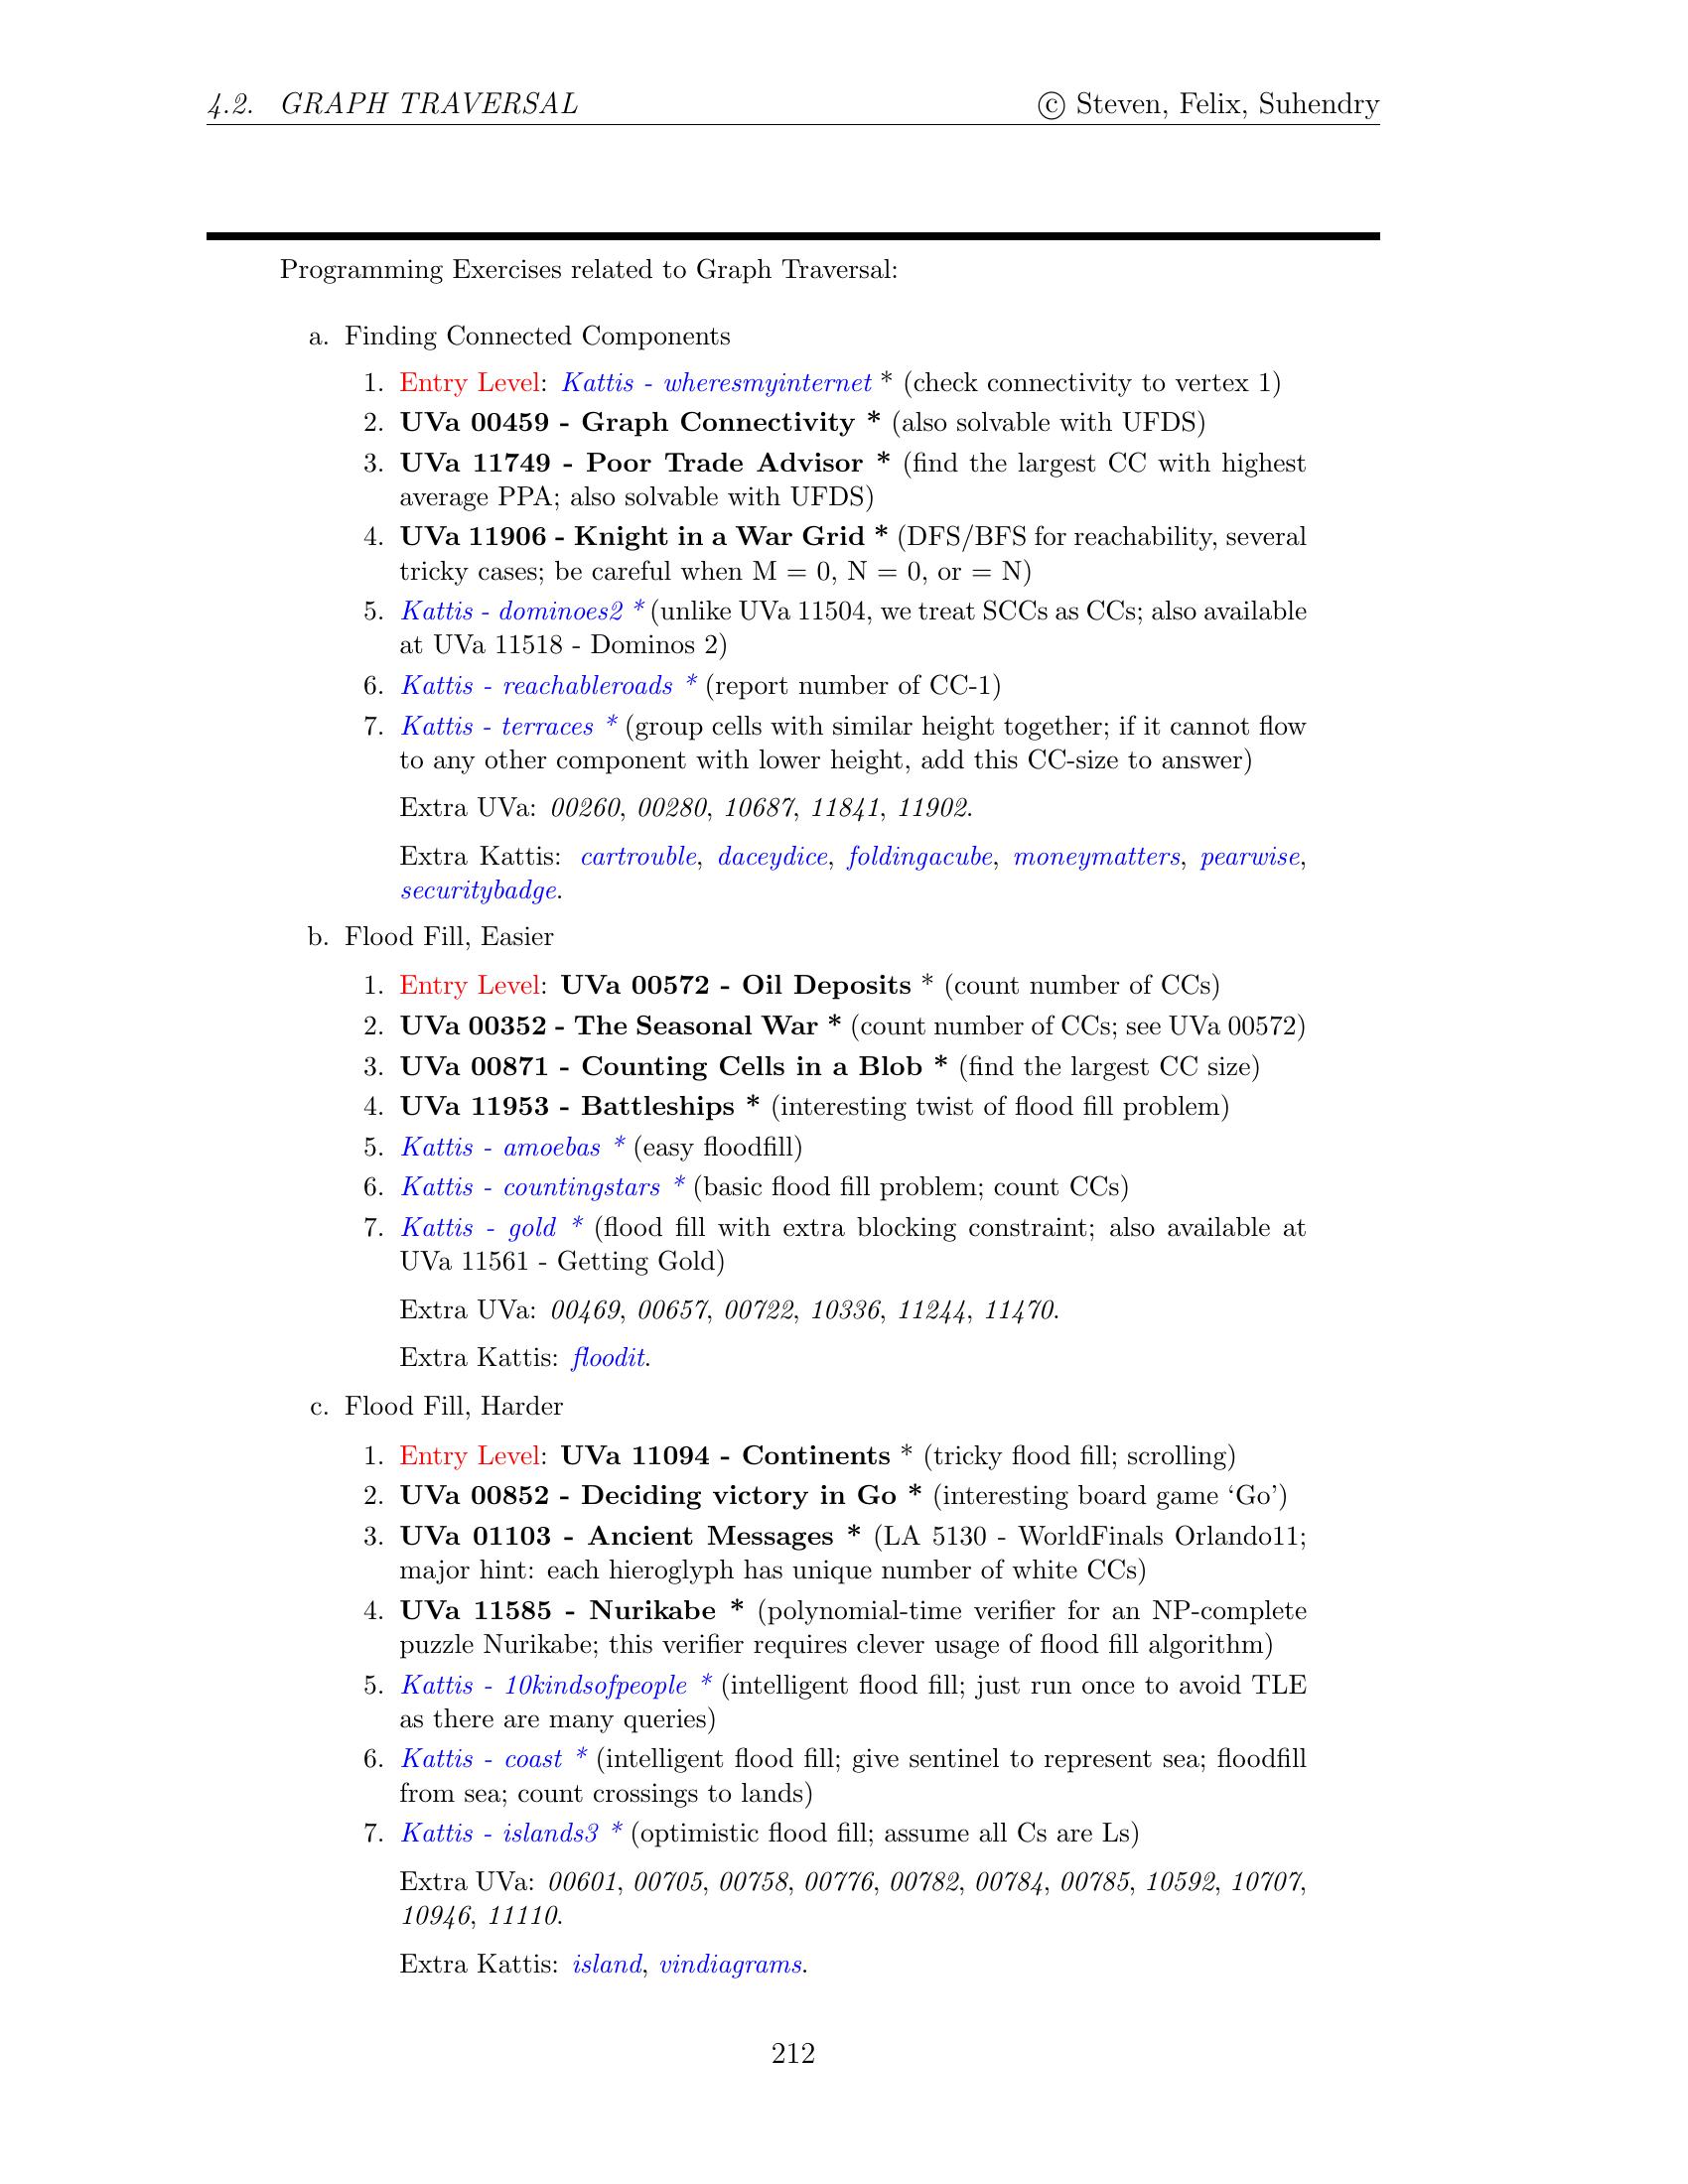 4.2. GRAPH TRAVERSAL © Steven, Felix, Suhendry
Programming Exercises related to Graph Traversal:
a. Finding Connected Components
1. Entry Level: Kattis - wheresmyinternet * (check connectivity to vertex 1)
2. UVa 00459 - Graph Connectivity * (also solvable with UFDS)
3. UVa 11749 - Poor Trade Advisor * (find the largest CC with highest
average PPA; also solvable with UFDS)
4. UVa 11906 - Knight in a War Grid * (DFS/BFS for reachability, several
tricky cases; be careful when M = 0, N = 0, or = N)
5. Kattis - dominoes2 * (unlike UVa 11504, we treat SCCs as CCs; also available
at UVa 11518 - Dominos 2)
6. Kattis - reachableroads * (report number of CC-1)
7. Kattis - terraces * (group cells with similar height together; if it cannot flow
to any other component with lower height, add this CC-size to answer)
Extra UVa: 00260, 00280, 10687, 11841, 11902.
Extra Kattis: cartrouble, daceydice, foldingacube, moneymatters, pearwise,
securitybadge.
b. Flood Fill, Easier
1. Entry Level: UVa 00572 - Oil Deposits * (count number of CCs)
2. UVa 00352 - The Seasonal War * (count number of CCs; see UVa 00572)
3. UVa 00871 - Counting Cells in a Blob * (find the largest CC size)
4. UVa 11953 - Battleships * (interesting twist of flood fill problem)
5. Kattis - amoebas * (easy floodfill)
6. Kattis - countingstars * (basic flood fill problem; count CCs)
7. Kattis - gold * (flood fill with extra blocking constraint; also available at
UVa 11561 - Getting Gold)
Extra UVa: 00469, 00657, 00722, 10336, 11244, 11470.
Extra Kattis: floodit.
c. Flood Fill, Harder
1. Entry Level: UVa 11094 - Continents * (tricky flood fill; scrolling)
2. UVa 00852 - Deciding victory in Go * (interesting board game ‘Go’)
3. UVa 01103 - Ancient Messages * (LA 5130 - WorldFinals Orlando11;
major hint: each hieroglyph has unique number of white CCs)
4. UVa 11585 - Nurikabe * (polynomial-time verifier for an NP-complete
puzzle Nurikabe; this verifier requires clever usage of flood fill algorithm)
5. Kattis - 10kindsofpeople * (intelligent flood fill; just run once to avoid TLE
as there are many queries)
6. Kattis - coast * (intelligent flood fill; give sentinel to represent sea; floodfill
from sea; count crossings to lands)
7. Kattis - islands3 * (optimistic flood fill; assume all Cs are Ls)
Extra UVa: 00601, 00705, 00758, 00776, 00782, 00784, 00785, 10592, 10707,
10946, 11110.
Extra Kattis: island, vindiagrams.
212